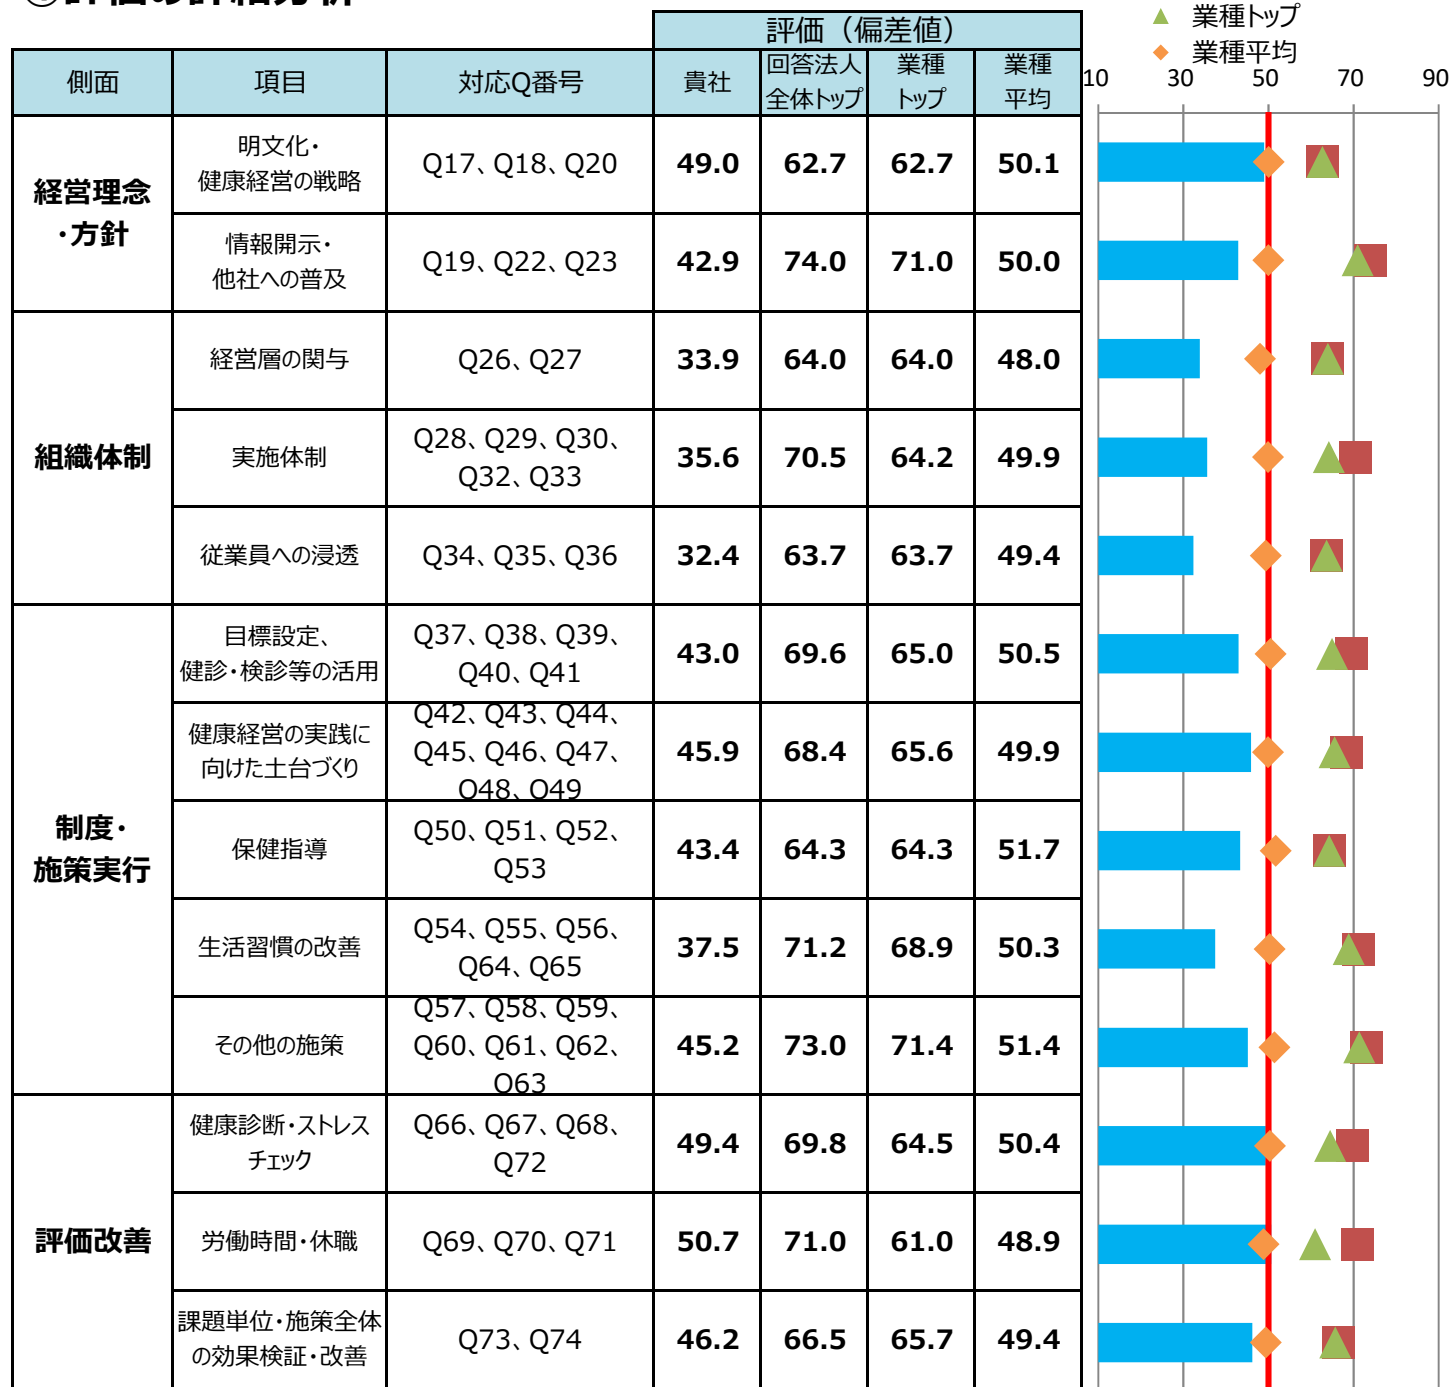 ①評価の詳細分析
業種トップ
業種平均
評価（偏差値）
側面 項目 対応Q番号 貴社 回答法人全体トップ 業種トップ 業種平均
10 30 50 70 90
経営理念
・方針
明文化・
健康経営の戦略
Q17、Q18、Q20
49.0 62.7 62.7 50.1
情報開示・
他社への普及
Q19、Q22、Q23
42.9 74.0 71.0 50.0
組織体制
経営層の関与
Q26、Q27
33.9 64.0 64.0 48.0
実施体制
Q28、Q29、Q30、
Q32、Q33
35.6 70.5 64.2 49.9
従業員への浸透
Q34、Q35、Q36
32.4 63.7 63.7 49.4
制度・
施策実行
目標設定、
健診・検診等の活用
Q37、Q38、Q39、
Q40、Q41
43.0 69.6 65.0 50.5
健康経営の実践に
向けた土台づくり
Q42、Q43、Q44、
Q45、Q46、Q47、
Q48、Q49
45.9 68.4 65.6 49.9
保健指導
Q50、Q51、Q52、
Q53
43.4 64.3 64.3 51.7
生活習慣の改善
Q54、Q55、Q56、
Q64、Q65
37.5 71.2 68.9 50.3
その他の施策
Q57、Q58、Q59、
Q60、Q61、Q62、
Q63
45.2 73.0 71.4 51.4
評価改善
健康診断・ストレス
チェック
Q66、Q67、Q68、
Q72
49.4 69.8 64.5 50.4
労働時間・休職
Q69、Q70、Q71
50.7 71.0 61.0 48.9
課題単位・施策全体
の効果検証・改善
Q73、Q74
46.2 66.5 65.7 49.4